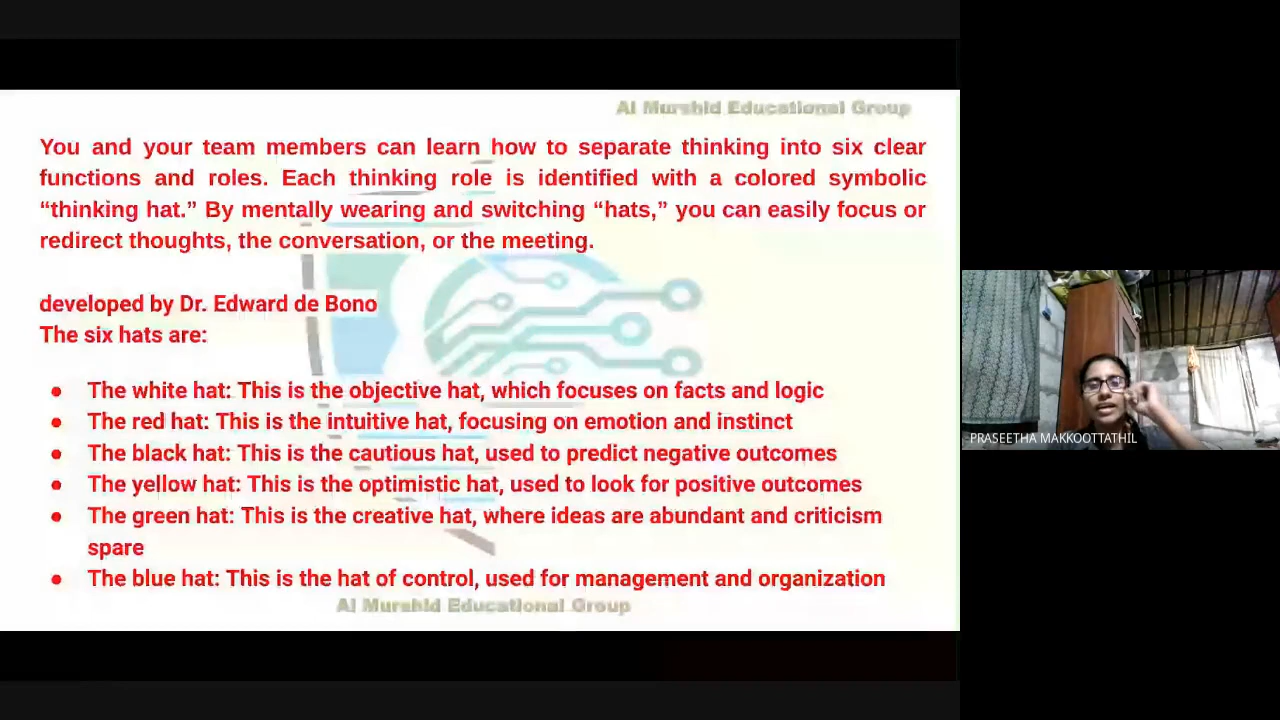 Al Murshid Educational Group
You and your team members can learn how to separate thinking into six clear
functions and roles. Each thinking role is identified with a colored symbolic
“thinking hat.” By mentally wearing and switching “hats,” you can easily focus or
redirect thoughts, the conversation, or the meeting.
developed by Dr. Edward de Bono
The six hats are:
● The white hat: This is the objective hat, which focuses on facts and logic
● The red hat: This is the intuitive hat, focusing on emotion and instinct
● The black hat: This is the cautious hat, used to predict negative outcomes
● The yellow hat: This is the optimistic hat, used to look for positive outcomes
● The green hat: This is the creative hat, where ideas are abundant and criticism
spare
● The blue hat: This is the hat of control, used for management and organization
Al Murshid Educational Group
PRASEETHA MAKKOOTTATHIL